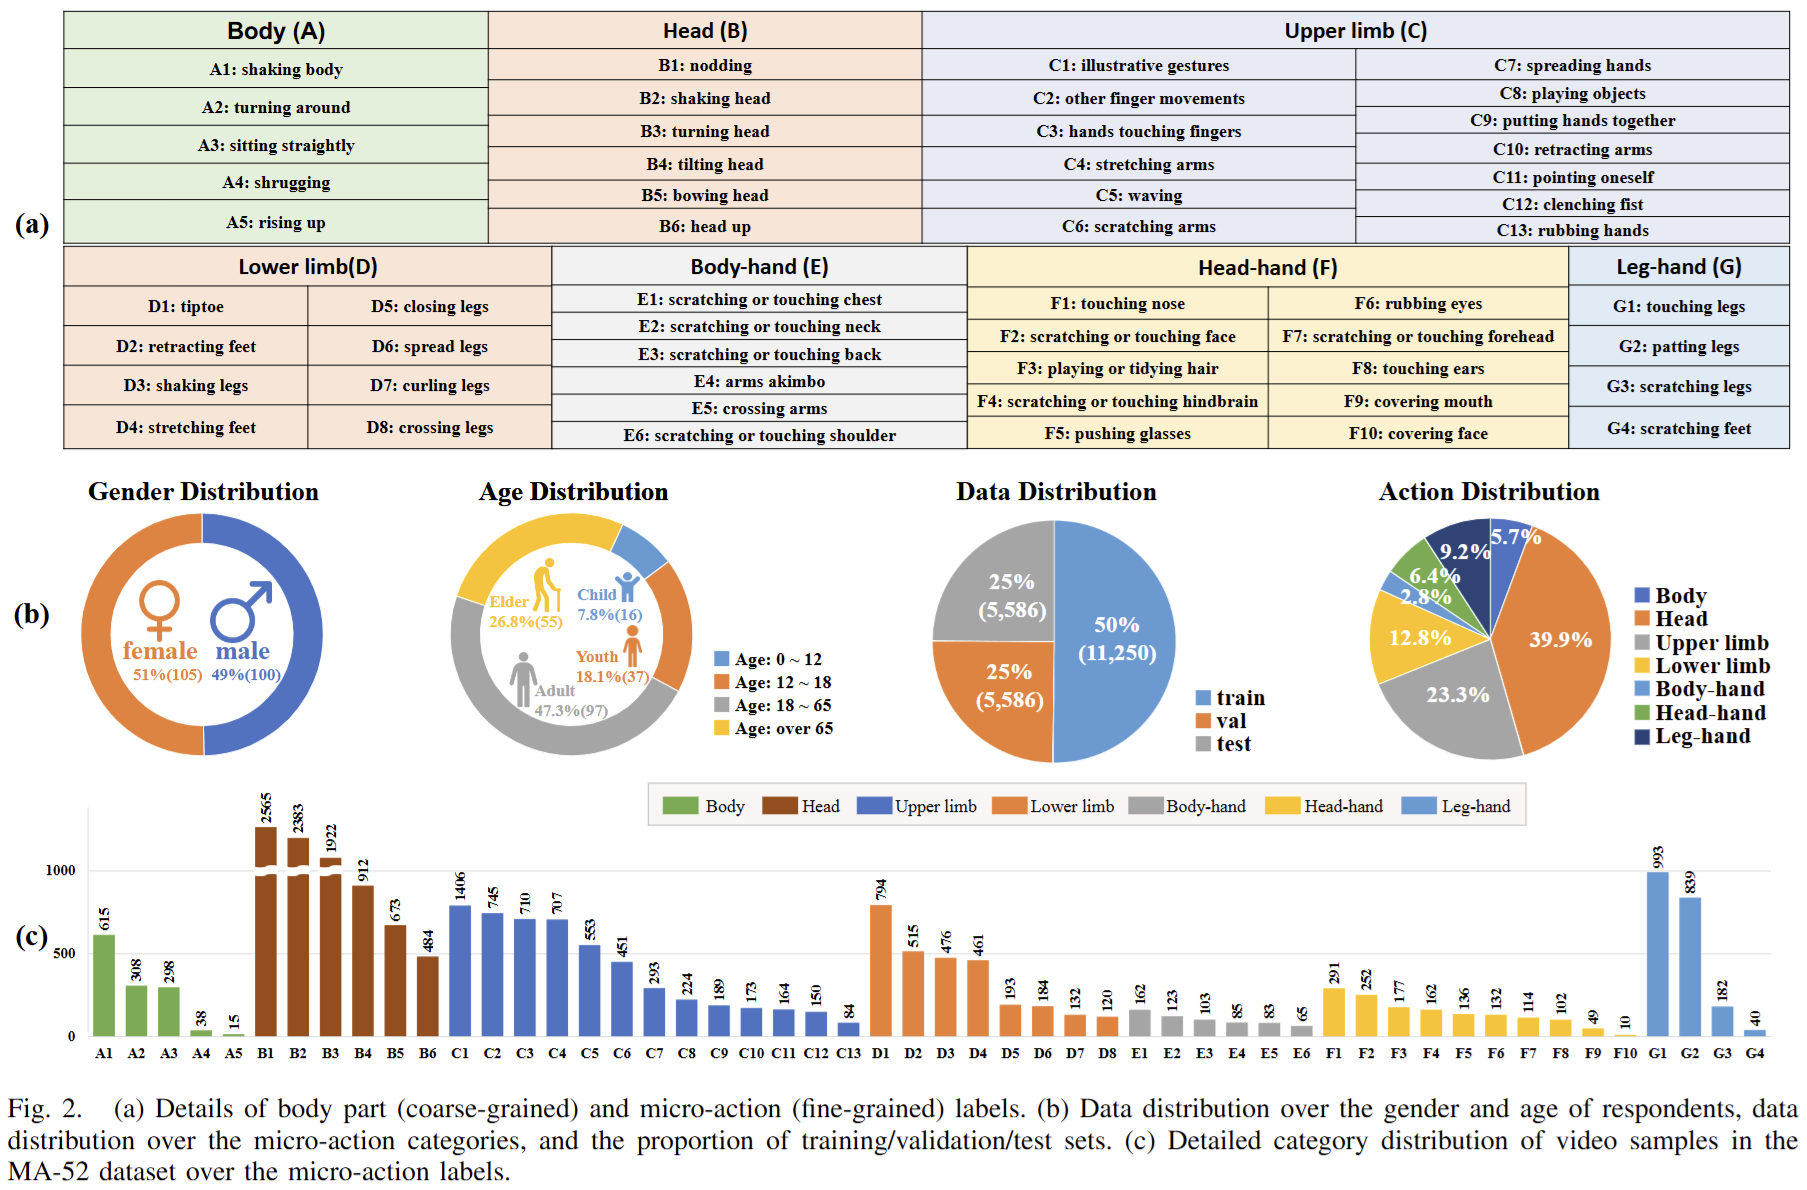 Body (A)
Head (B)
Upper limb (C)
A1: shaking body
A2: turning around
A3: sitting straightly
A4: shrugging
A5: rising up
B1: nodding
B2: shaking head
B3: turning head
B4: tilting head
B5: bowing head
B6: head up
C1: illustrative gestures
C2: other finger movements
C3: hands touching fingers
C4: stretching arms
C5: waving
C6: scratching arms
C7: spreading hands
C8: playing objects
C9: putting hands together
C10: retracting arms
C11: pointing oneself
C12: clenching fist
C13: rubbing hands
(a)
Lower limb(D)
Body-hand (E)
Head-hand (F)
Leg-hand (G)
D1: tiptoe
D2: retracting feet
D3: shaking legs
D4: stretching feet
D5: closing legs
D6: spread legs
D7: curling legs
D8: crossing legs
E1: scratching or touching chest
E2: scratching or touching neck
E3: scratching or touching back
E4: arms akimbo
E5: crossing arms
E6: scratching or touching shoulder
F1: touching nose
F2: scratching or touching face
F3: playing or tidying hair
F4: scratching or touching hindbrain
F5: pushing glasses
F6: rubbing eyes
F7: scratching or touching forehead
F8: touching ears
F9: covering mouth
F10: covering face
G1: touching legs
G2: patting legs
G3: scratching legs
G4: scratching feet
(b)
Gender Distribution
female
51%(105)
male
49%(100)
Age Distribution
Elder
26.8%(55)
Child
7.8%(16)
Youth
18.1%(37)
Adult
47.3%(97)
Age: 0 ~ 12
Age: 12 ~ 18
Age: 18 ~ 65
Age: over 65
Data Distribution
25%
(5,586)
50%
(11,250)
25%
(5,586)
train
val
test
Action Distribution
5.7%
39.9%
23.3%
12.8%
2.8%
6.4%
9.2%
Body
Head
Upper limb
Lower limb
Body-hand
Head-hand
Leg-hand
(c)
Body Head Upper limb Lower limb Body-hand Head-hand Leg-hand
1000
500
0
615 308 298 38 15 2565 2383 1922 912 673 484 1406 745 710 707 553 451 293 224 189 173 164 150 84 794 515 476 461 193 184 132 120 162 123 103 85 83 65 291 252 177 162 136 132 114 102 49 10 993 839 182 40
A1 A2 A3 A4 A5 B1 B2 B3 B4 B5 B6 C1 C2 C3 C4 C5 C6 C7 C8 C9 C10 C11 C12 C13 D1 D2 D3 D4 D5 D6 D7 D8 E1 E2 E3 E4 E5 E6 F1 F2 F3 F4 F5 F6 F7 F8 F9 F10 G1 G2 G3 G4
Fig. 2. (a) Details of body part (coarse-grained) and micro-action (fine-grained) labels. (b) Data distribution over the gender and age of respondents, data
distribution over the micro-action categories, and the proportion of training/validation/test sets. (c) Detailed category distribution of video samples in the
MA-52 dataset over the micro-action labels.